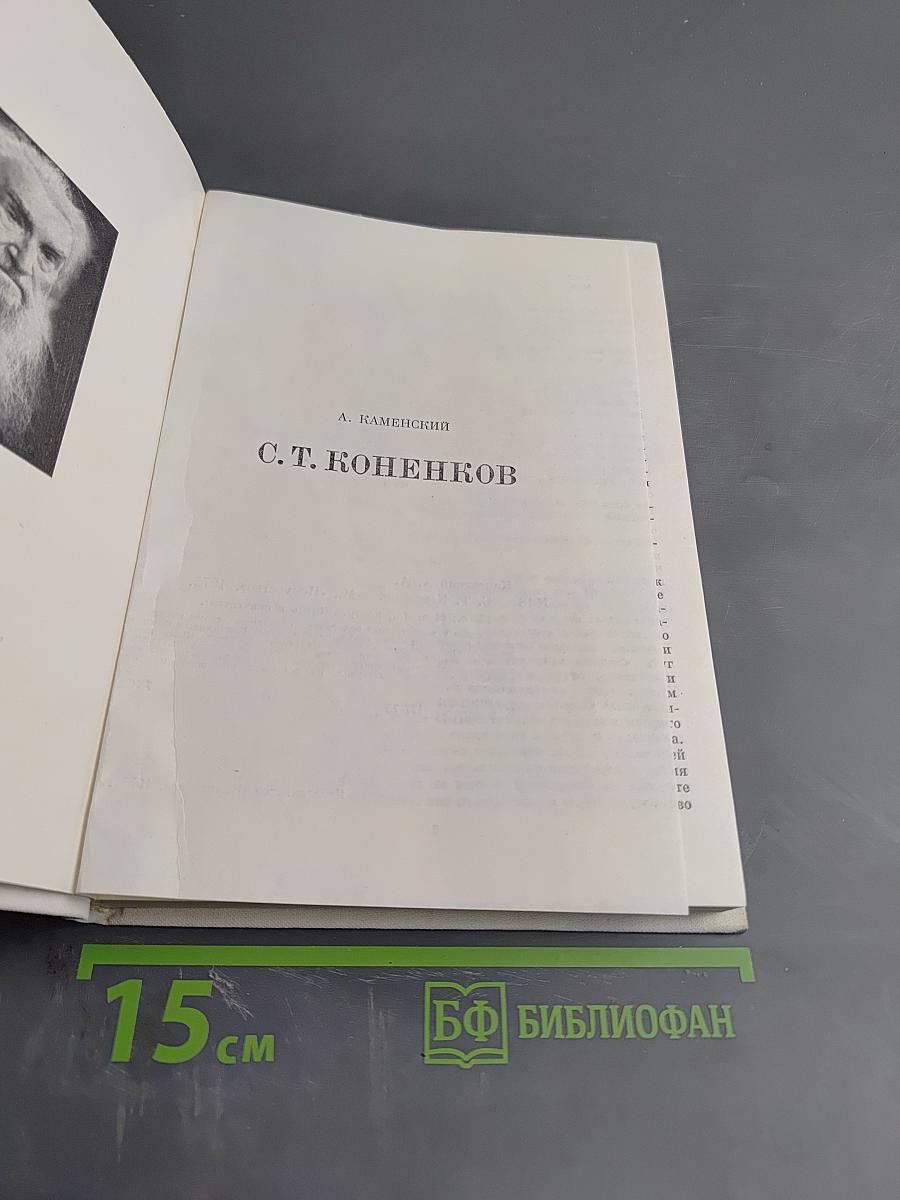 А. КАМЕНСКИЙ
С. Т. КОНЕНКОВ
15 см
БФ БИБЛИОФАН